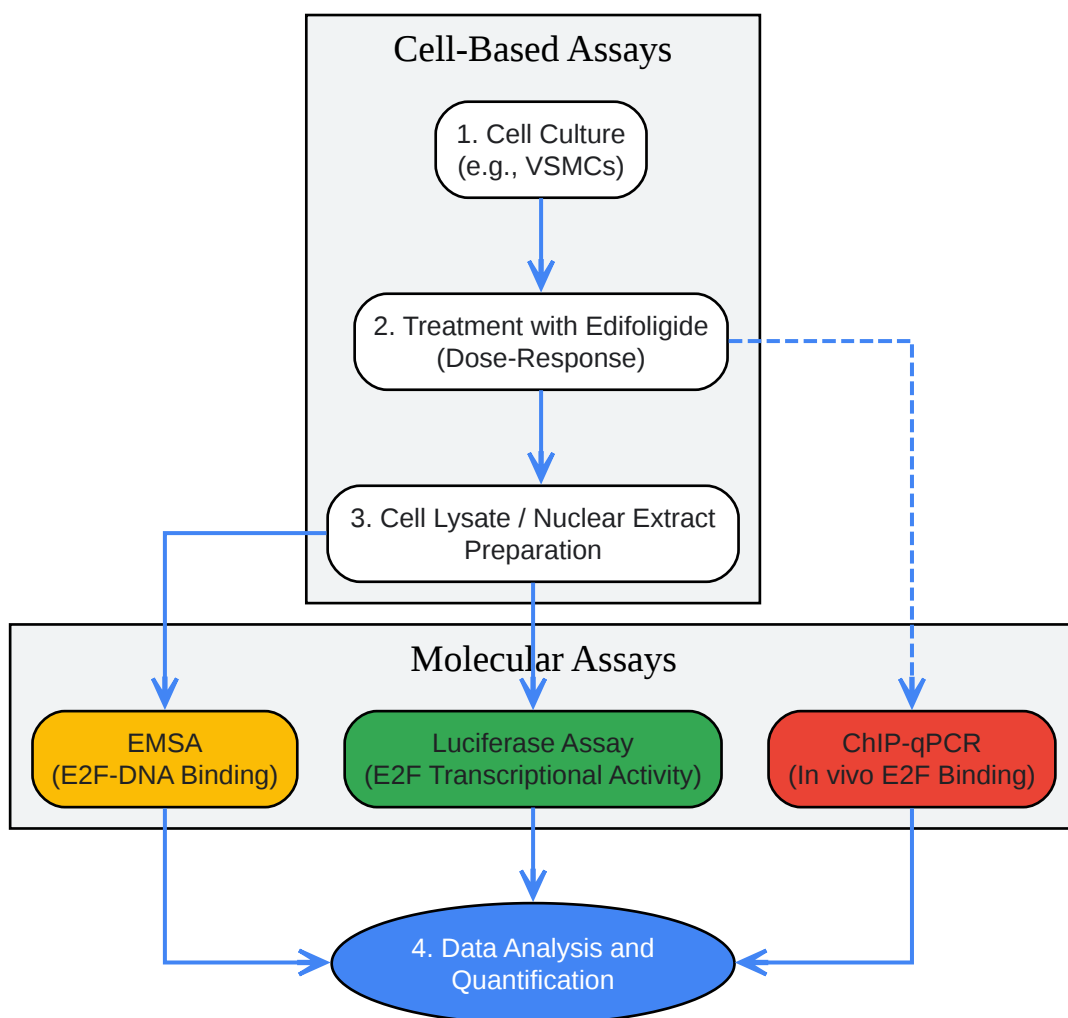 Cell-Based Assays
1. Cell Culture
(e.g., VSMCs)
2. Treatment with Edifoligide
(Dose-Response)
3. Cell Lysate / Nuclear Extract
Preparation
Molecular Assays
EMSA
(E2F-DNA Binding)
Luciferase Assay
(E2F Transcriptional Activity)
ChIP-qPCR
(In vivo E2F Binding)
4. Data Analysis and
Quantification